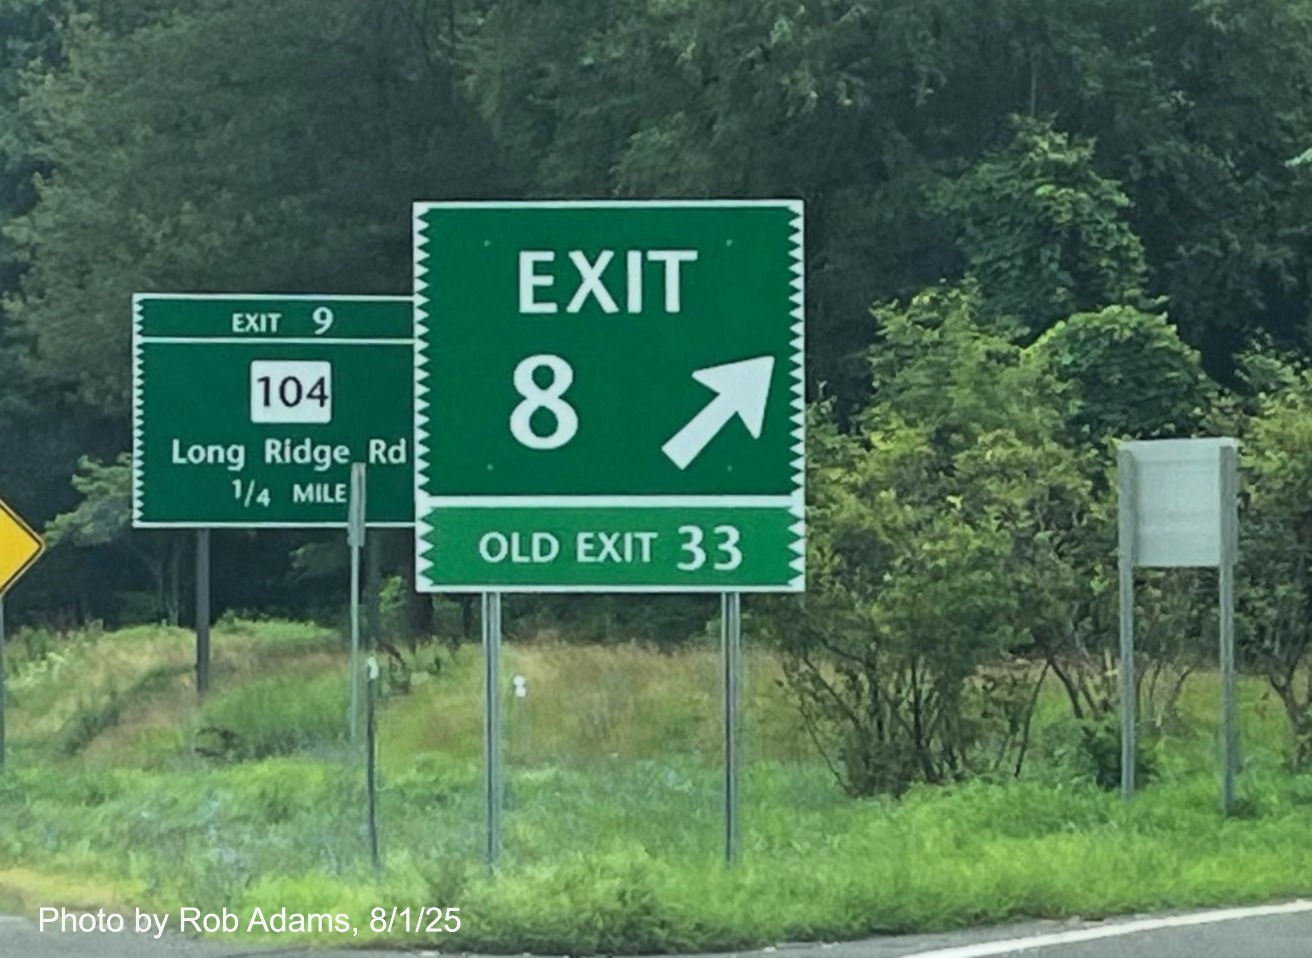 EXIT 9
104
Long Ridge Rd
1/4 MILE
EXIT
8
OLD EXIT 33
Photo by Rob Adams, 8/1/25